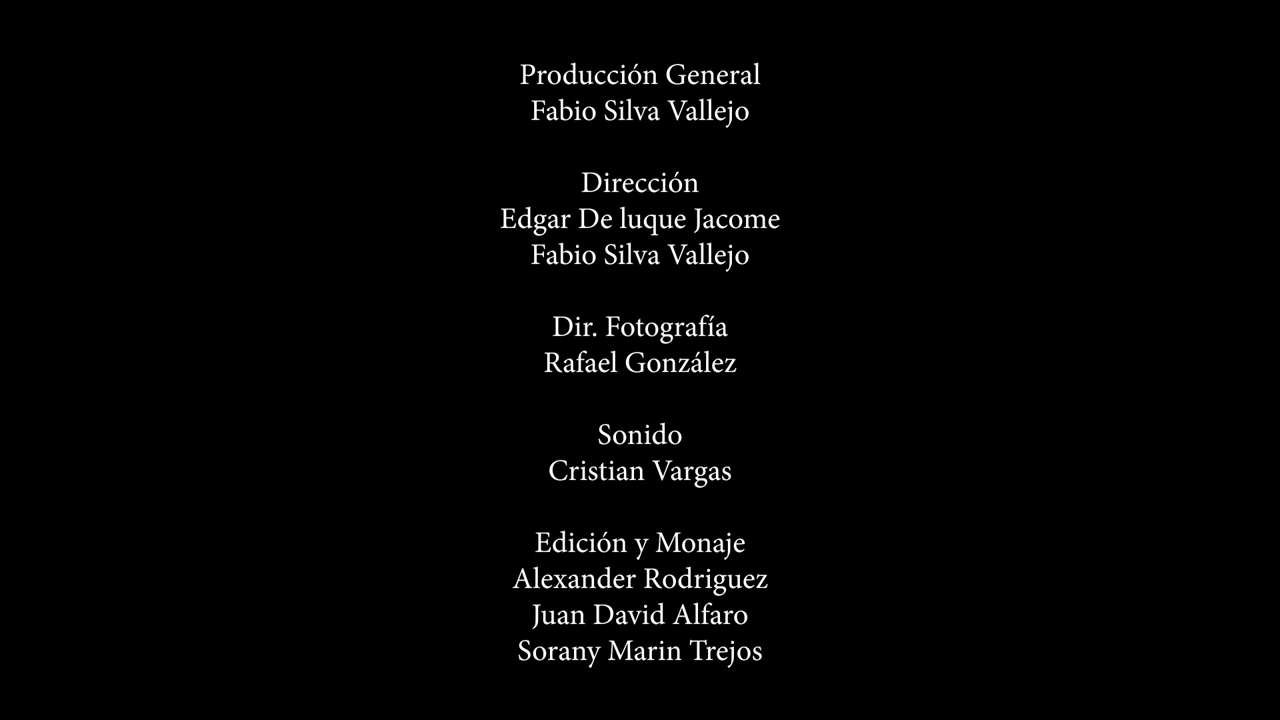 Producción General
Fabio Silva Vallejo
Dirección
Edgar De luque Jacome
Fabio Silva Vallejo
Dir. Fotografía
Rafael González
Sonido
Cristian Vargas
Edición y Monaje
Alexander Rodriguez
Juan David Alfaro
Sorany Marin Trejos